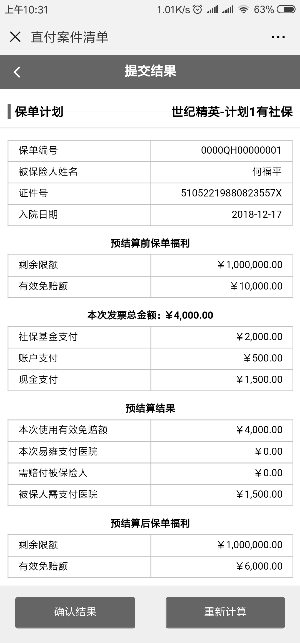 上午10:31
1.01K/s 63%
直付案件清单
提交结果
保单计划 世纪精英-计划1有社保
保单编号 0000QH00000001
被保险人姓名 何福平
证件号 51052219880823557X
入院日期 2018-12-17
预结算前保单福利
剩余限额 ￥1,000,000.00
有效免赔额 ￥10,000.00
本次发票总金额：￥4,000.00
社保基金支付 ￥2,000.00
账户支付 ￥500.00
现金支付 ￥1,500.00
预结算结果
本次使用有效免赔额 ￥4,000.00
本次易雍支付医院 ￥0.00
需赔付被保险人 ￥0.00
被保人需支付医院 ￥1,500.00
预结算后保单福利
剩余限额 ￥1,000,000.00
有效免赔额 ￥6,000.00
确认结果 重新计算